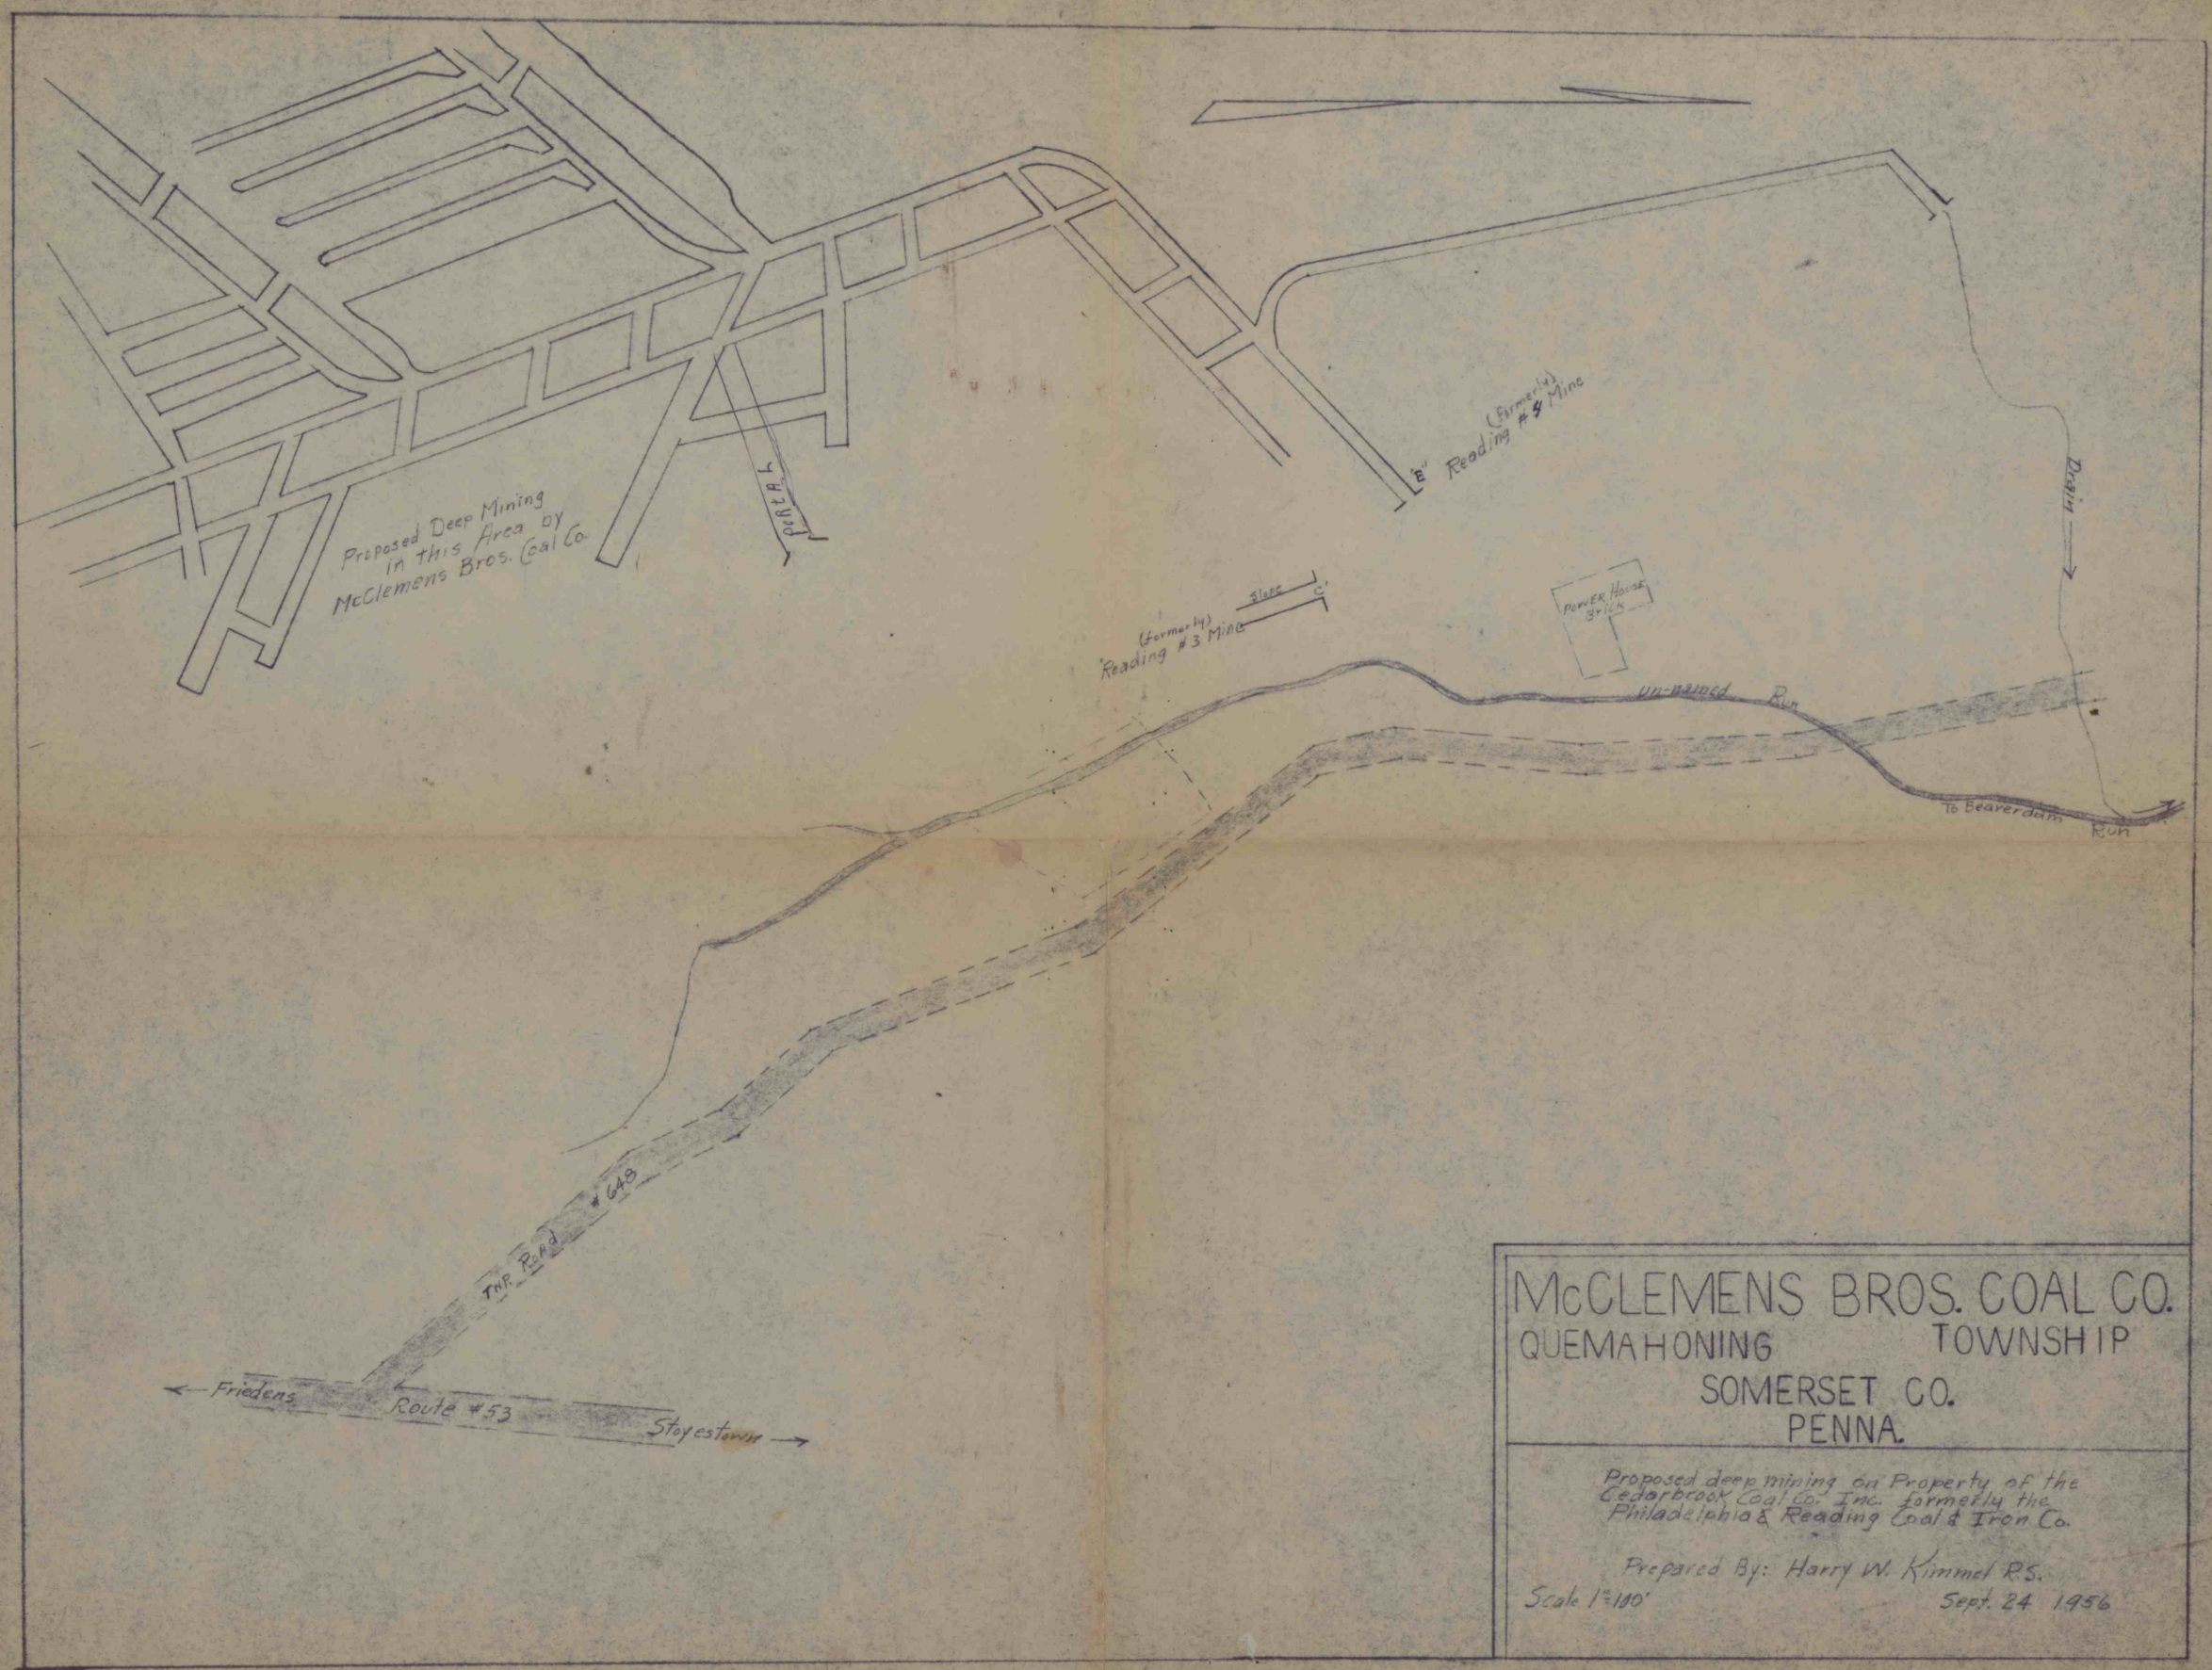 (formerly)
Reading #4 Mine
"B"
PORTAL
Proposed Deep Mining
in this Area by
McClemens Bros. Coal Co.
Drain
Slope
"C"
(formerly)
Reading #3 Mine
POWER HOUSE
Brick
un-named Run
To Beaverdam Run
Twp. Road #648
Friedens
Route #53
Stoyestown
McCLEMENS BROS. COAL CO.
QUEMAHONING TOWNSHIP
SOMERSET CO.
PENNA.
Proposed deep mining on Property of the
Cedarbrook Coal Co. Inc. formerly the
Philadelphia & Reading Coal & Iron Co.
Prepared By: Harry W. Kimmel R.S.
Scale 1"=100' Sept. 24 1956